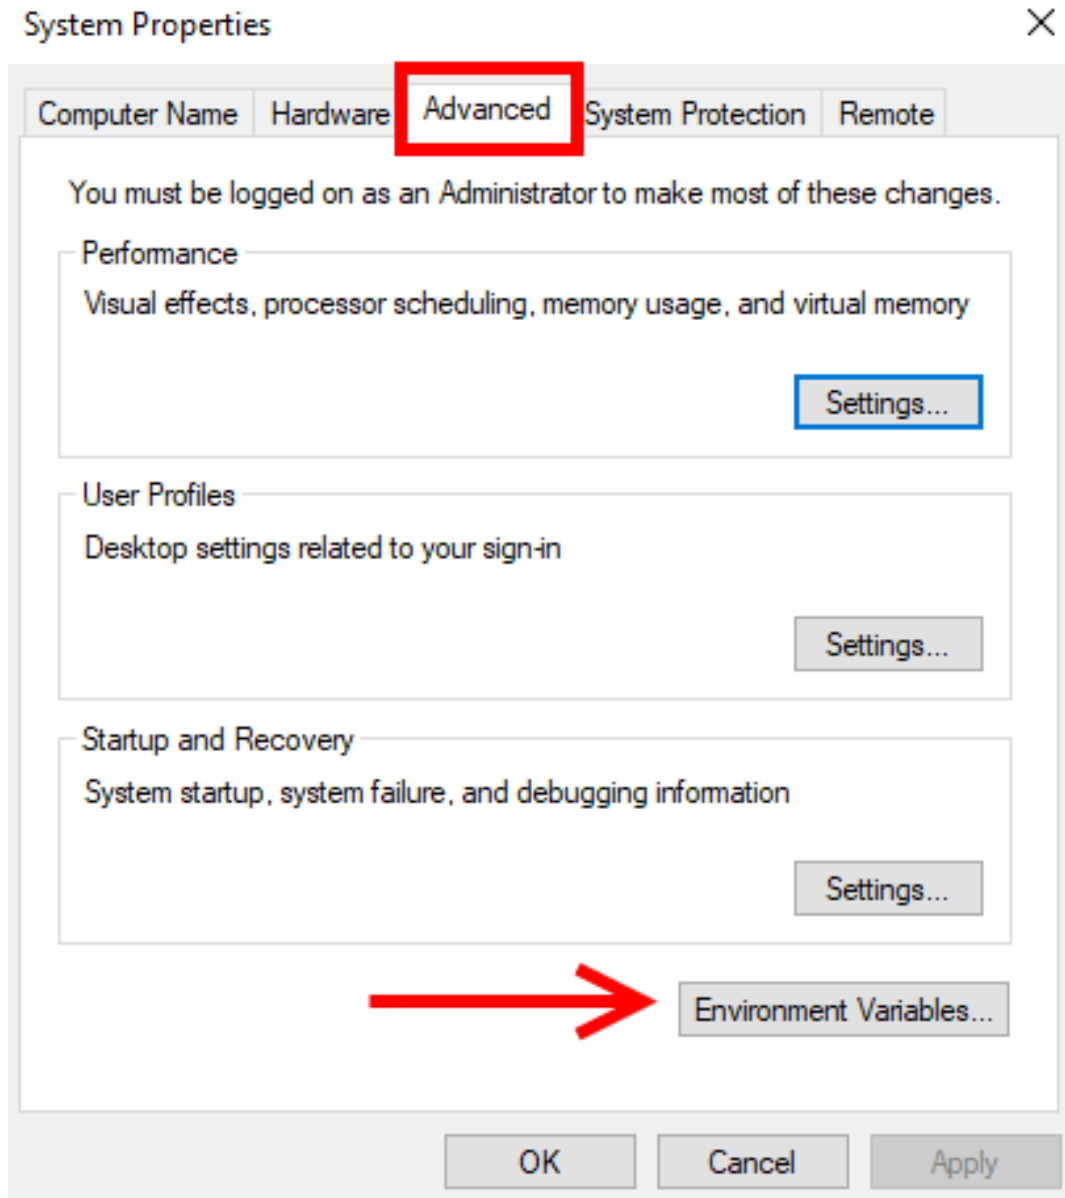 System Properties
Computer Name Hardware Advanced System Protection Remote
You must be logged on as an Administrator to make most of these changes.
Performance
Visual effects, processor scheduling, memory usage, and virtual memory
Settings...
User Profiles
Desktop settings related to your sign-in
Settings...
Startup and Recovery
System startup, system failure, and debugging information
Settings...
Environment Variables...
OK Cancel Apply